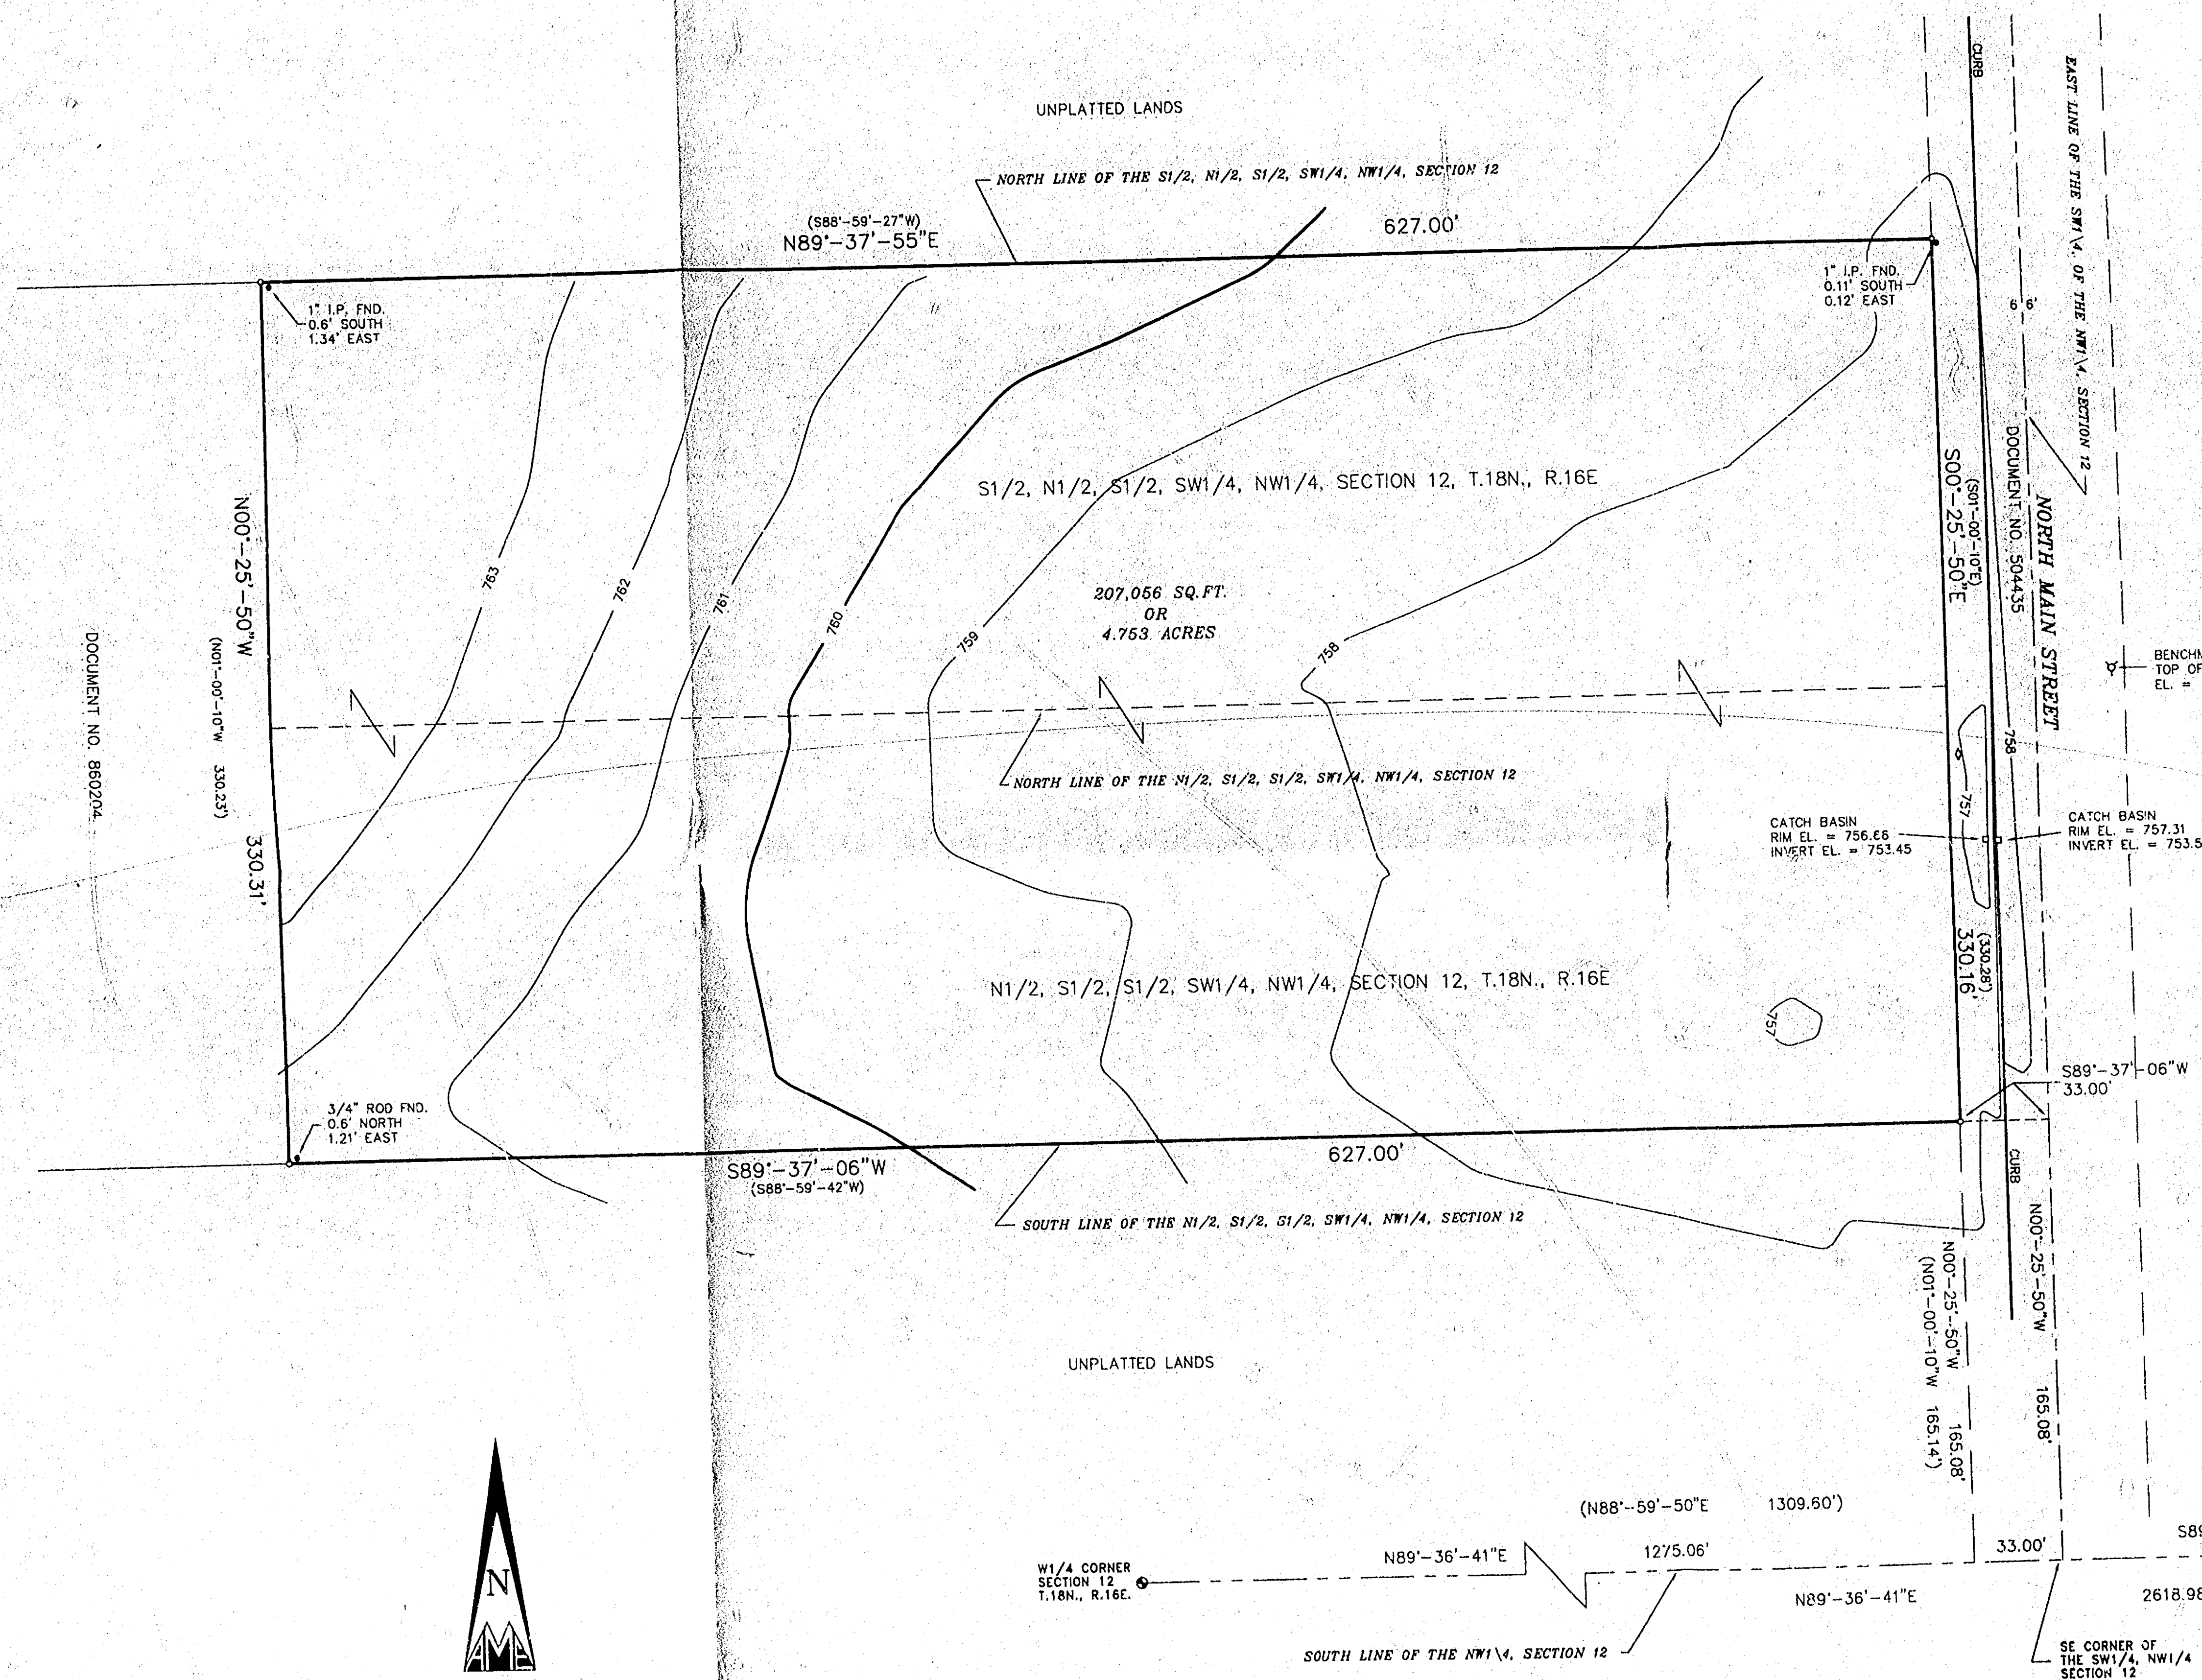 UNPLATTED LANDS
NORTH LINE OF THE S1/2, N1/2, S1/2, SW1/4, NW1/4, SECTION 12
(S88°-59'-27"W)
N89°-37'-55"E
627.00'
CURB
EAST LINE OF THE SW1\4, OF THE NW1\4, SECTION 12
1" I.P. FND.
0.6' SOUTH
1.34' EAST
1" I.P. FND.
0.11' SOUTH
0.12' EAST
66'
S1/2, N1/2, S1/2, SW1/4, NW1/4, SECTION 12, T.18N., R.16E
N00°-25'-50"W
(N01°-00'-10"W 330.23')
330.31'
DOCUMENT NO. 860204
763
762
761
760
759
758
207,056 SQ.FT.
OR
4.753 ACRES
(S01°-00'-10"E)
S00°-25'-50"E
DOCUMENT NO. 504435
NORTH MAIN STREET
BENCHM
TOP OF
EL. =
758
757
NORTH LINE OF THE N1/2, S1/2, S1/2, SW1/4, NW1/4, SECTION 12
CATCH BASIN
RIM EL. = 756.66
INVERT EL. = 753.45
CATCH BASIN
RIM EL. = 757.31
INVERT EL. = 753.5
(330.28')
330.16'
N1/2, S1/2, S1/2, SW1/4, NW1/4, SECTION 12, T.18N., R.16E
757
S89°-37'-06"W
33.00'
3/4" ROD FND.
0.6' NORTH
1.21' EAST
S89°-37'-06"W
(S88°-59'-42"W)
627.00'
CURB
SOUTH LINE OF THE N1/2, S1/2, S1/2, SW1/4, NW1/4, SECTION 12
N00°-25'-50"W 165.08'
(N01°-00'-10"W 165.14')
N00°-25'-50"W 165.08'
UNPLATTED LANDS
(N88°-59'-50"E 1309.60')
W1/4 CORNER
SECTION 12
T.18N., R.16E.
N89°-36'-41"E
1275.06'
33.00'
S89
N89°-36'-41"E
2618.98
SOUTH LINE OF THE NW1\4, SECTION 12
SE CORNER OF
THE SW1/4, NW1/4
SECTION 12
N
AME